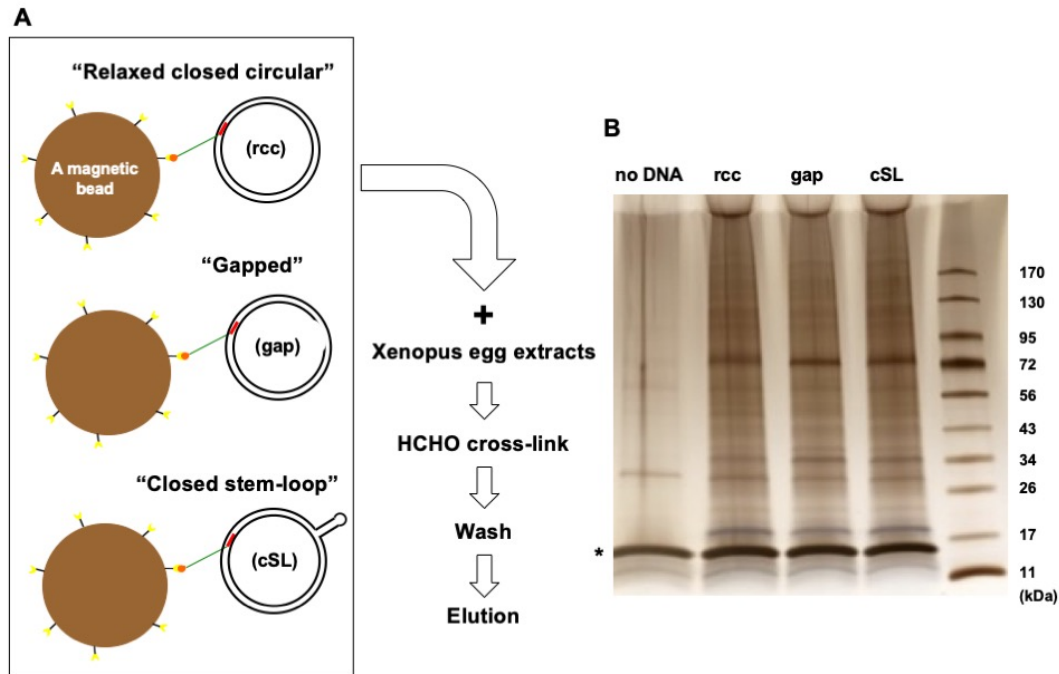 A
“Relaxed closed circular”
A magnetic
bead
(rcc)
“Gapped”
(gap)
“Closed stem-loop”
(cSL)
+
Xenopus egg extracts
HCHO cross-link
Wash
Elution
B
no DNA rcc gap cSL
170
130
95
72
56
43
34
26
17
*
11
(kDa)